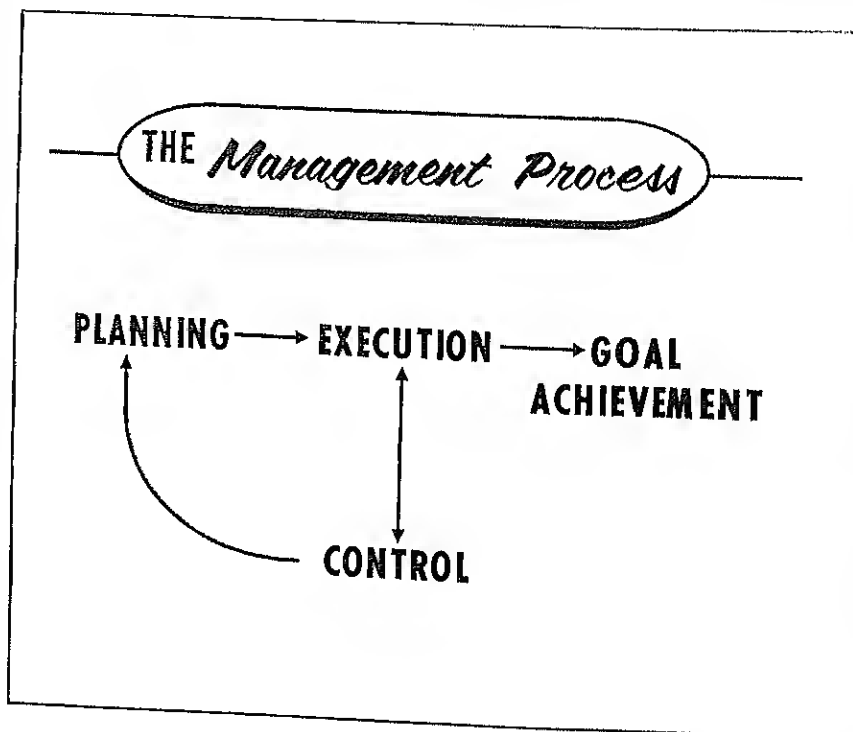 THE Management Process
PLANNING EXECUTION GOAL
ACHIEVEMENT
CONTROL